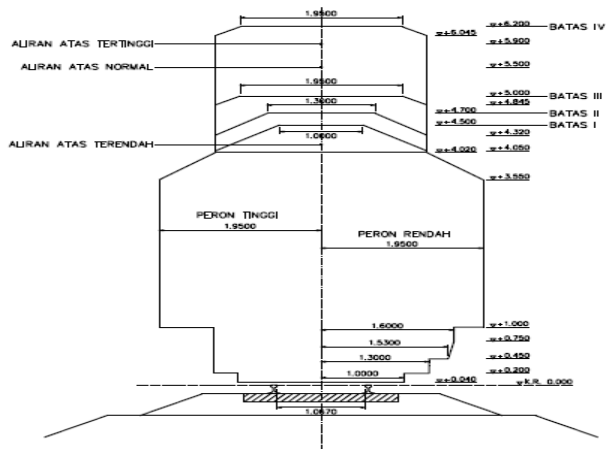 1.9500
▽+6.200 BATAS IV
▽+6.045
ALIRAN ATAS TERTINGGI
▽+5.900
ALIRAN ATAS NORMAL
▽+5.500
1.9500
▽+5.000 BATAS III
▽+4.845
1.3600
▽+4.700 BATAS II
▽+4.500 BATAS I
1.0600
▽+4.320
ALIRAN ATAS TERENDAH
▽+4.020
▽+4.050
▽+3.550
PERON TINGGI
1.9500
PERON RENDAH
1.9500
1.6000
▽+1.000
▽+0.750
1.5300
▽+0.450
1.3000
▽+0.200
1.0000
▽+0.040
▽K.R. 0.000
1.0670